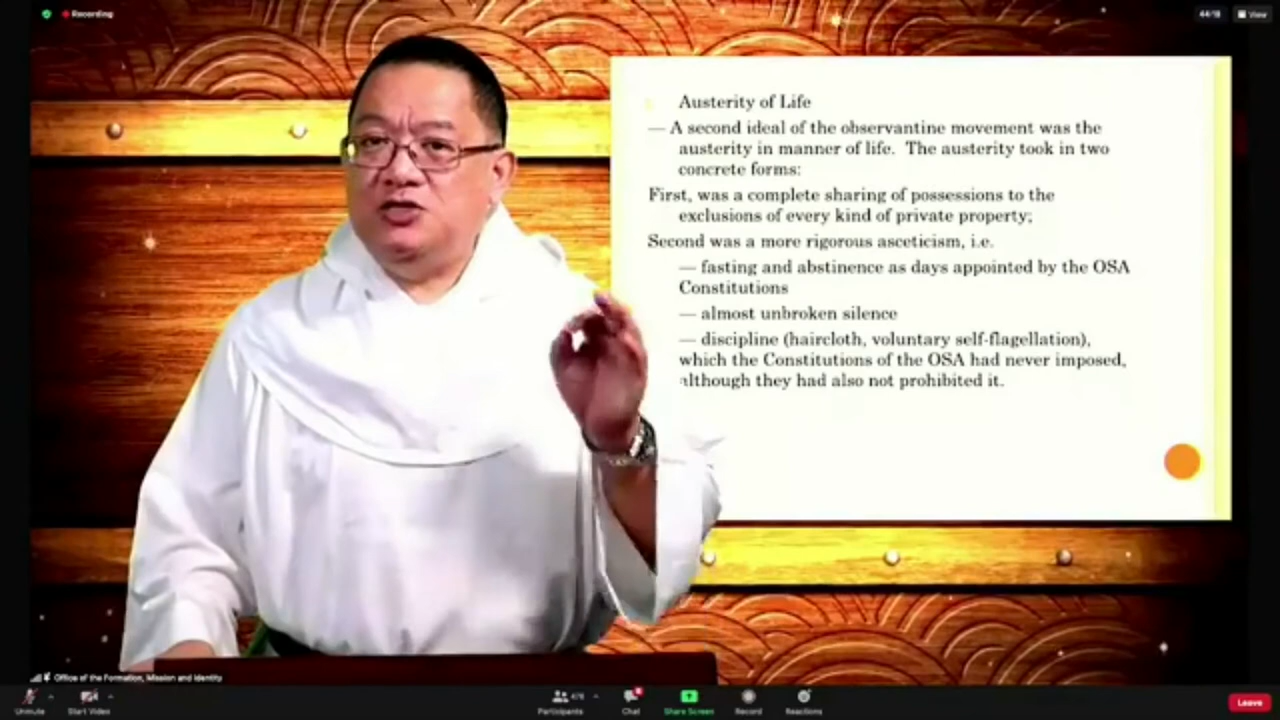 Recording
View
Austerity of Life
— A second ideal of the observantine movement was the
austerity in manner of life. The austerity took in two
concrete forms:
First, was a complete sharing of possessions to the
exclusions of every kind of private property;
Second was a more rigorous asceticism, i.e.
— fasting and abstinence as days appointed by the OSA
Constitutions
— almost unbroken silence
— discipline (haircloth, voluntary self-flagellation),
which the Constitutions of the OSA had never imposed,
although they had also not prohibited it.
Office of the Formation, Mission and Identity
Unmute
Start Video
Participants
Chat
Share Screen
Record
Reactions
Leave